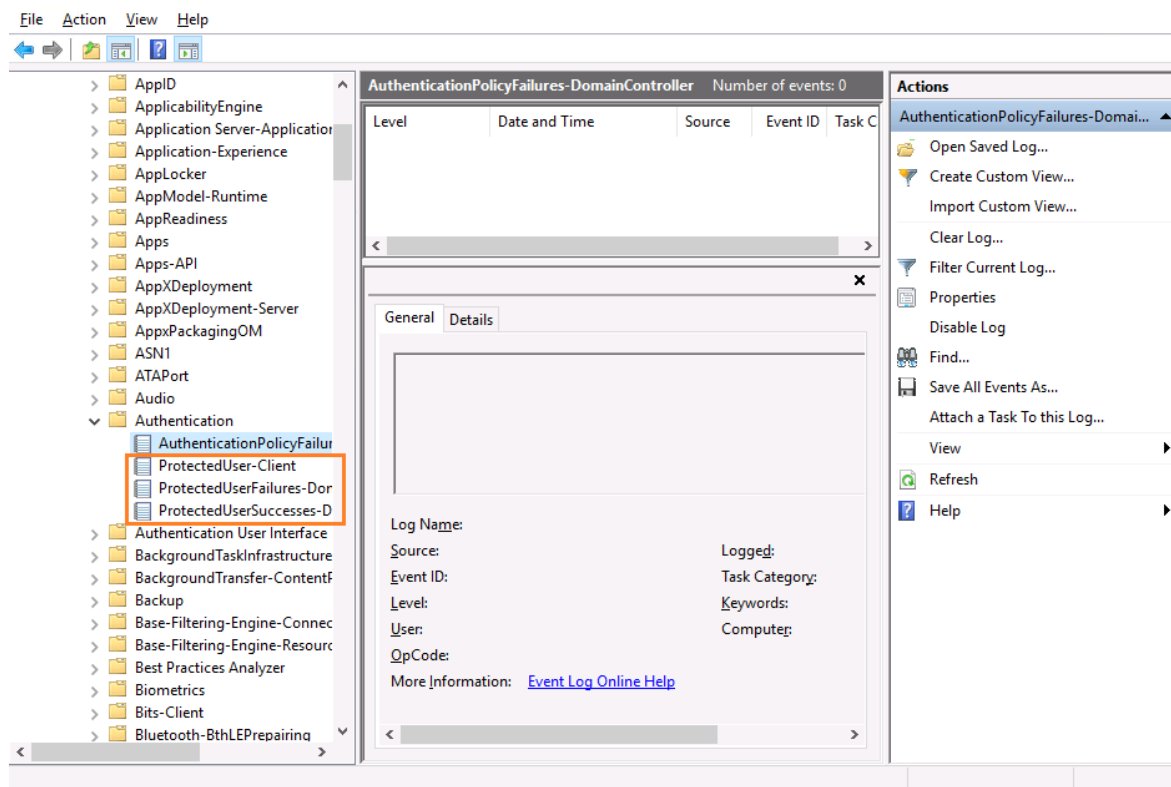 File Action View Help
AppID
ApplicabilityEngine
Application Server-Application
Application-Experience
AppLocker
AppModel-Runtime
AppReadiness
Apps
Apps-API
AppXDeployment
AppXDeployment-Server
AppxPackagingOM
ASN1
ATAPort
Audio
Authentication
AuthenticationPolicyFailur
ProtectedUser-Client
ProtectedUserFailures-Don
ProtectedUserSuccesses-D
Authentication User Interface
BackgroundTaskInfrastructure
BackgroundTransfer-ContentP
Backup
Base-Filtering-Engine-Connec
Base-Filtering-Engine-Resourc
Best Practices Analyzer
Biometrics
Bits-Client
Bluetooth-BthLEPrepairing
AuthenticationPolicyFailures-DomainController Number of events: 0
Level Date and Time Source Event ID Task C
General Details
Log Name:
Source: Logged:
Event ID: Task Category:
Level: Keywords:
User: Computer:
OpCode:
More Information: Event Log Online Help
Actions
AuthenticationPolicyFailures-Domai...
Open Saved Log...
Create Custom View...
Import Custom View...
Clear Log...
Filter Current Log...
Properties
Disable Log
Find...
Save All Events As...
Attach a Task To this Log...
View
Refresh
Help